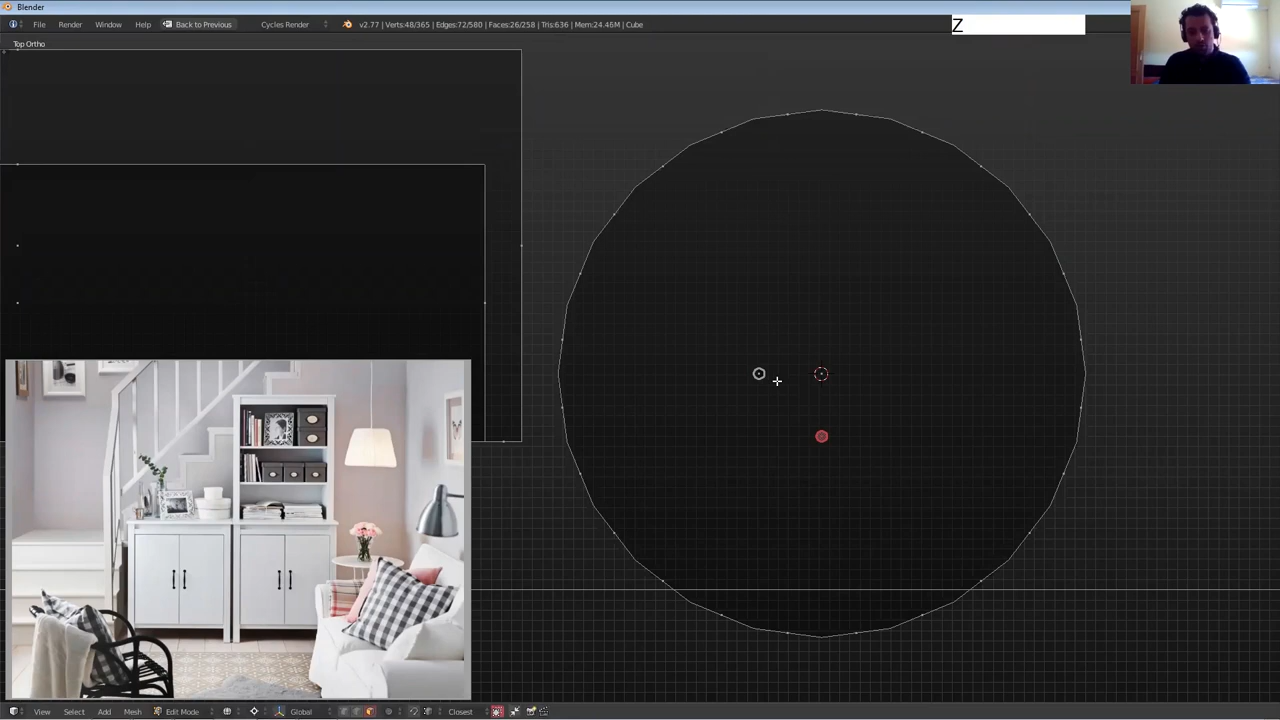 Blender
File Render Window Help Back to Previous Cycles Render v2.77 | Verts:48/365 | Edges:72/580 | Faces:26/258 | Tris:636 | Mem:24.46M | Cube
Z
Top Ortho
View Select Add Mesh Edit Mode Global Closest